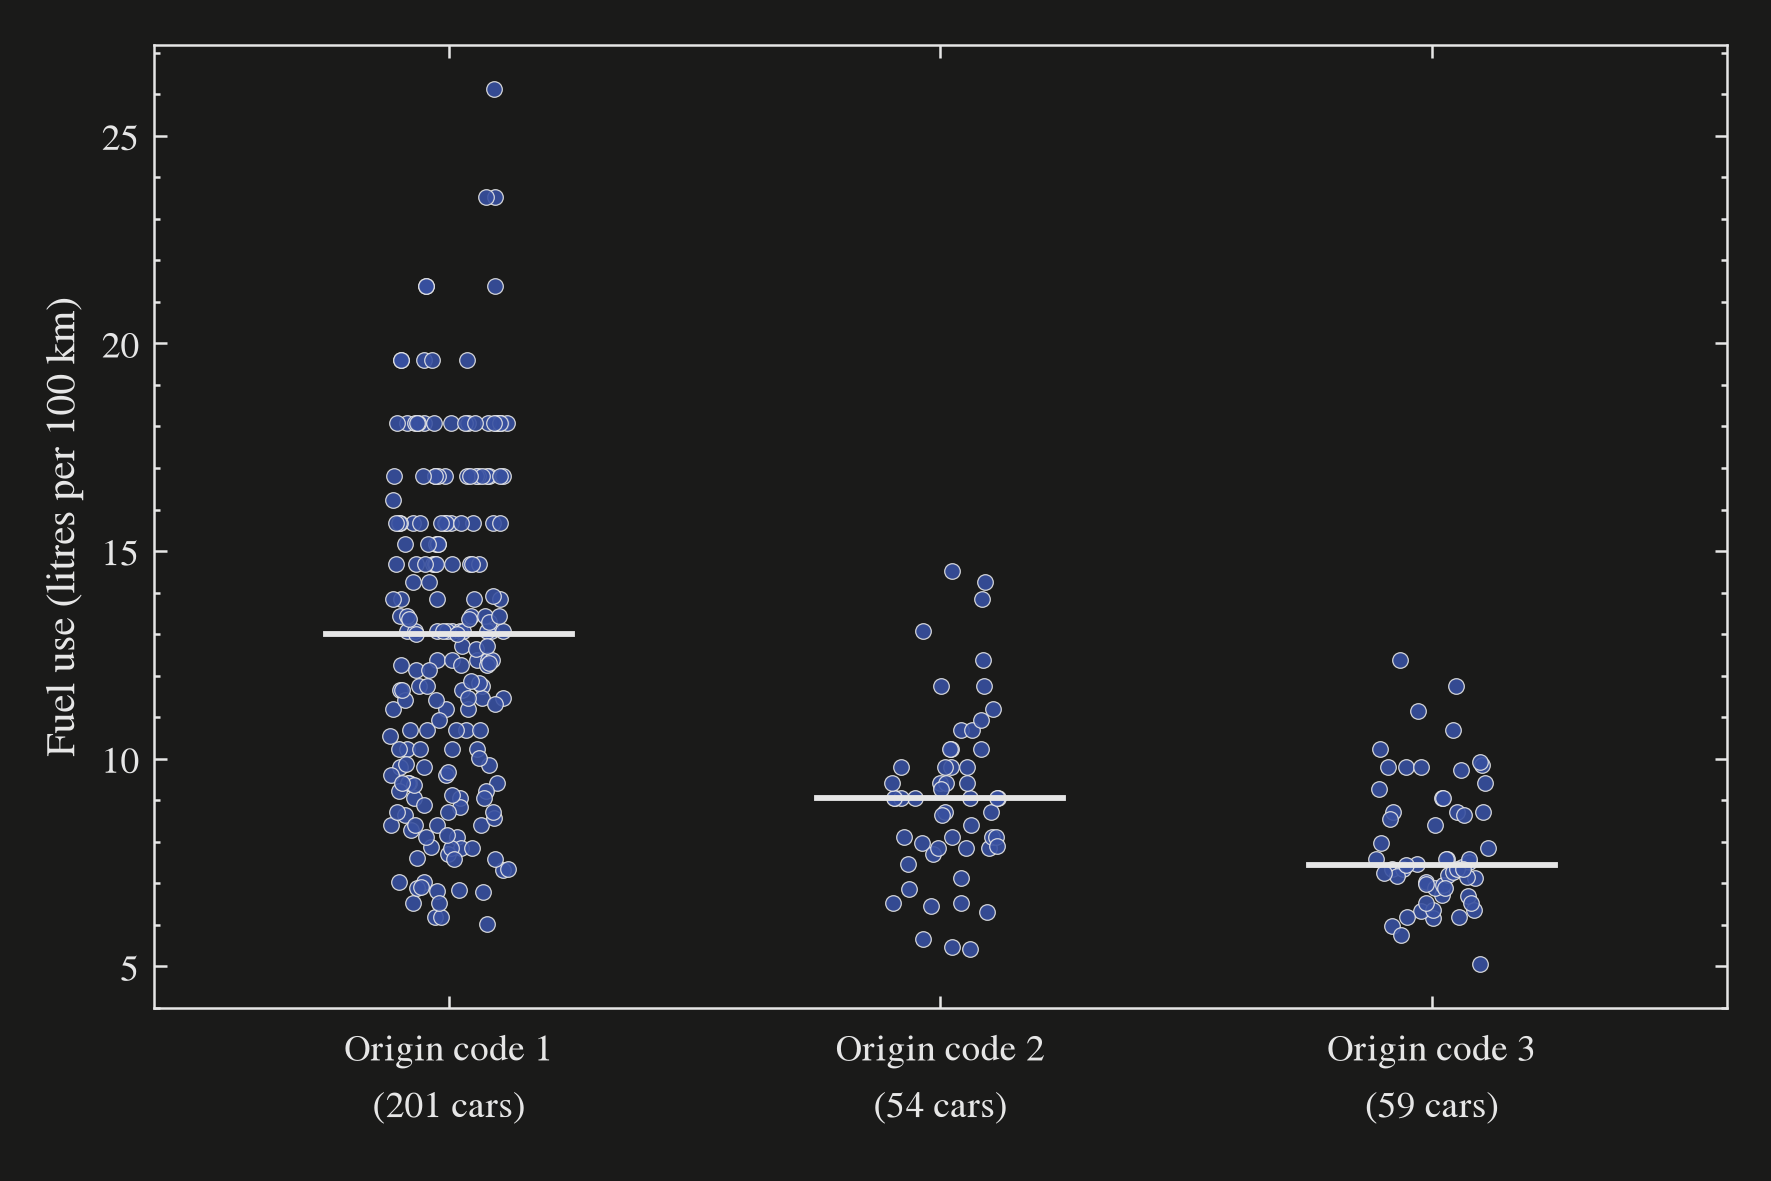 Fuel use (litres per 100 km)
25
20
15
10
5
Origin code 1
(201 cars)
Origin code 2
(54 cars)
Origin code 3
(59 cars)